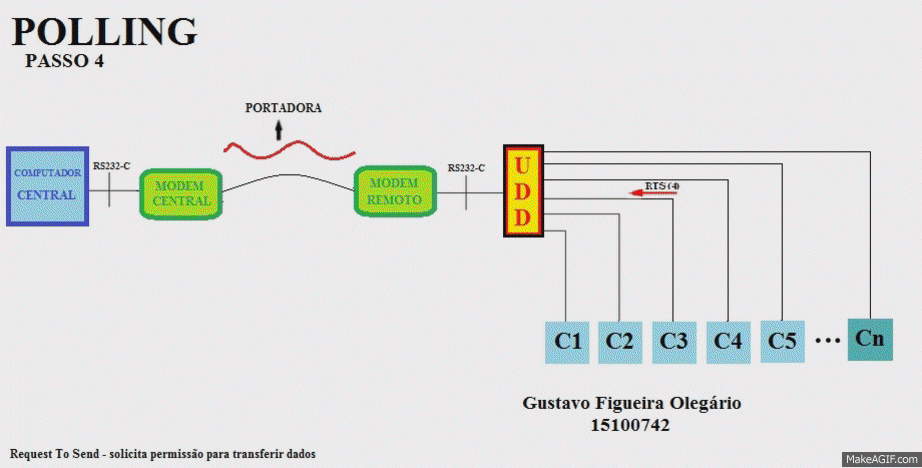 POLLING
PASSO 4
PORTADORA
COMPUTADOR
CENTRAL
RS232-C
MODEM
CENTRAL
MODEM
REMOTO
RS232-C
U
D
D
RTS (4)
C1
C2
C3
C4
C5
...
Cn
Gustavo Figueira Olegário
15100742
Request To Send - solicita permissão para transferir dados
MakeAGIF.com